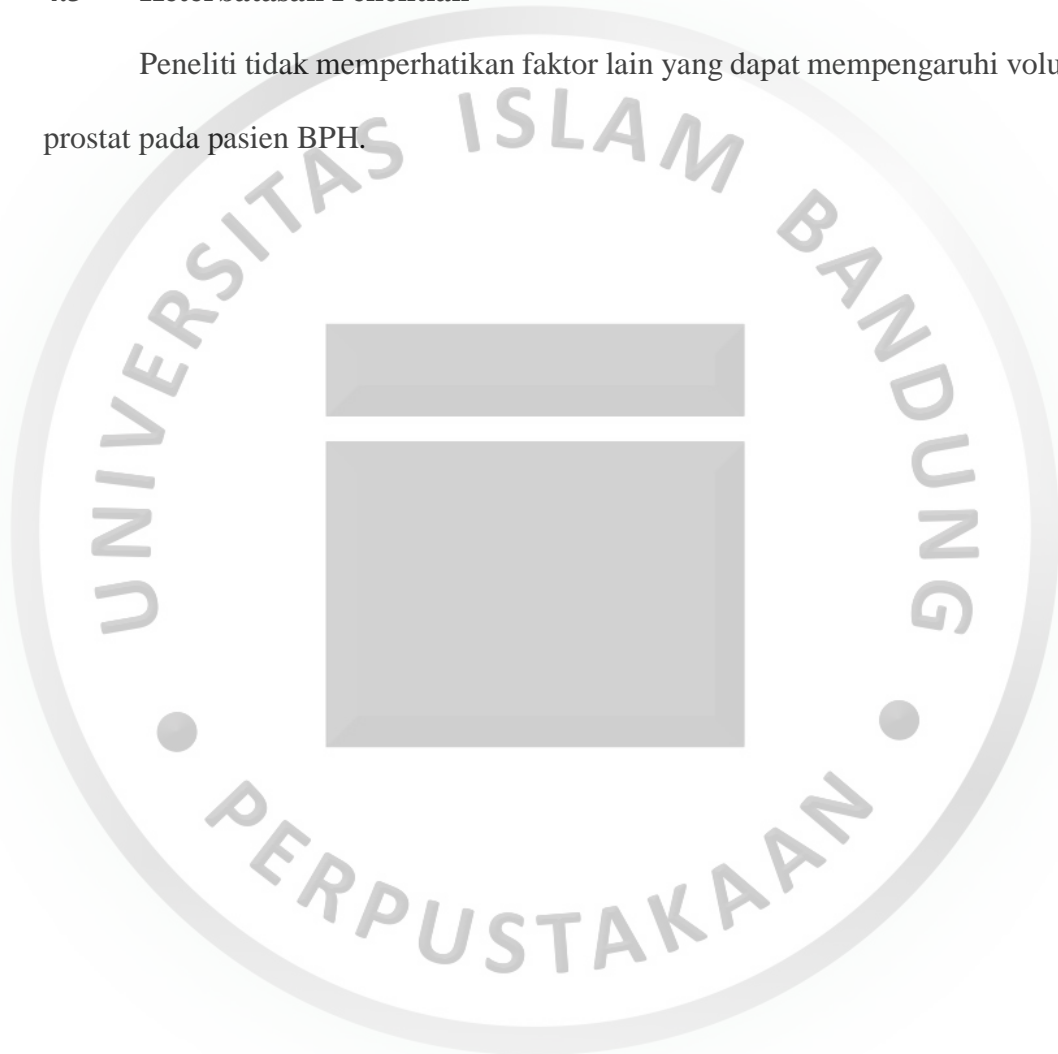 Peneliti tidak memperhatikan faktor lain yang dapat mempengaruhi volu
prostat pada pasien BPH.
UNIVERSITAS ISLAM BANDUNG
PERPUSTAKAAN